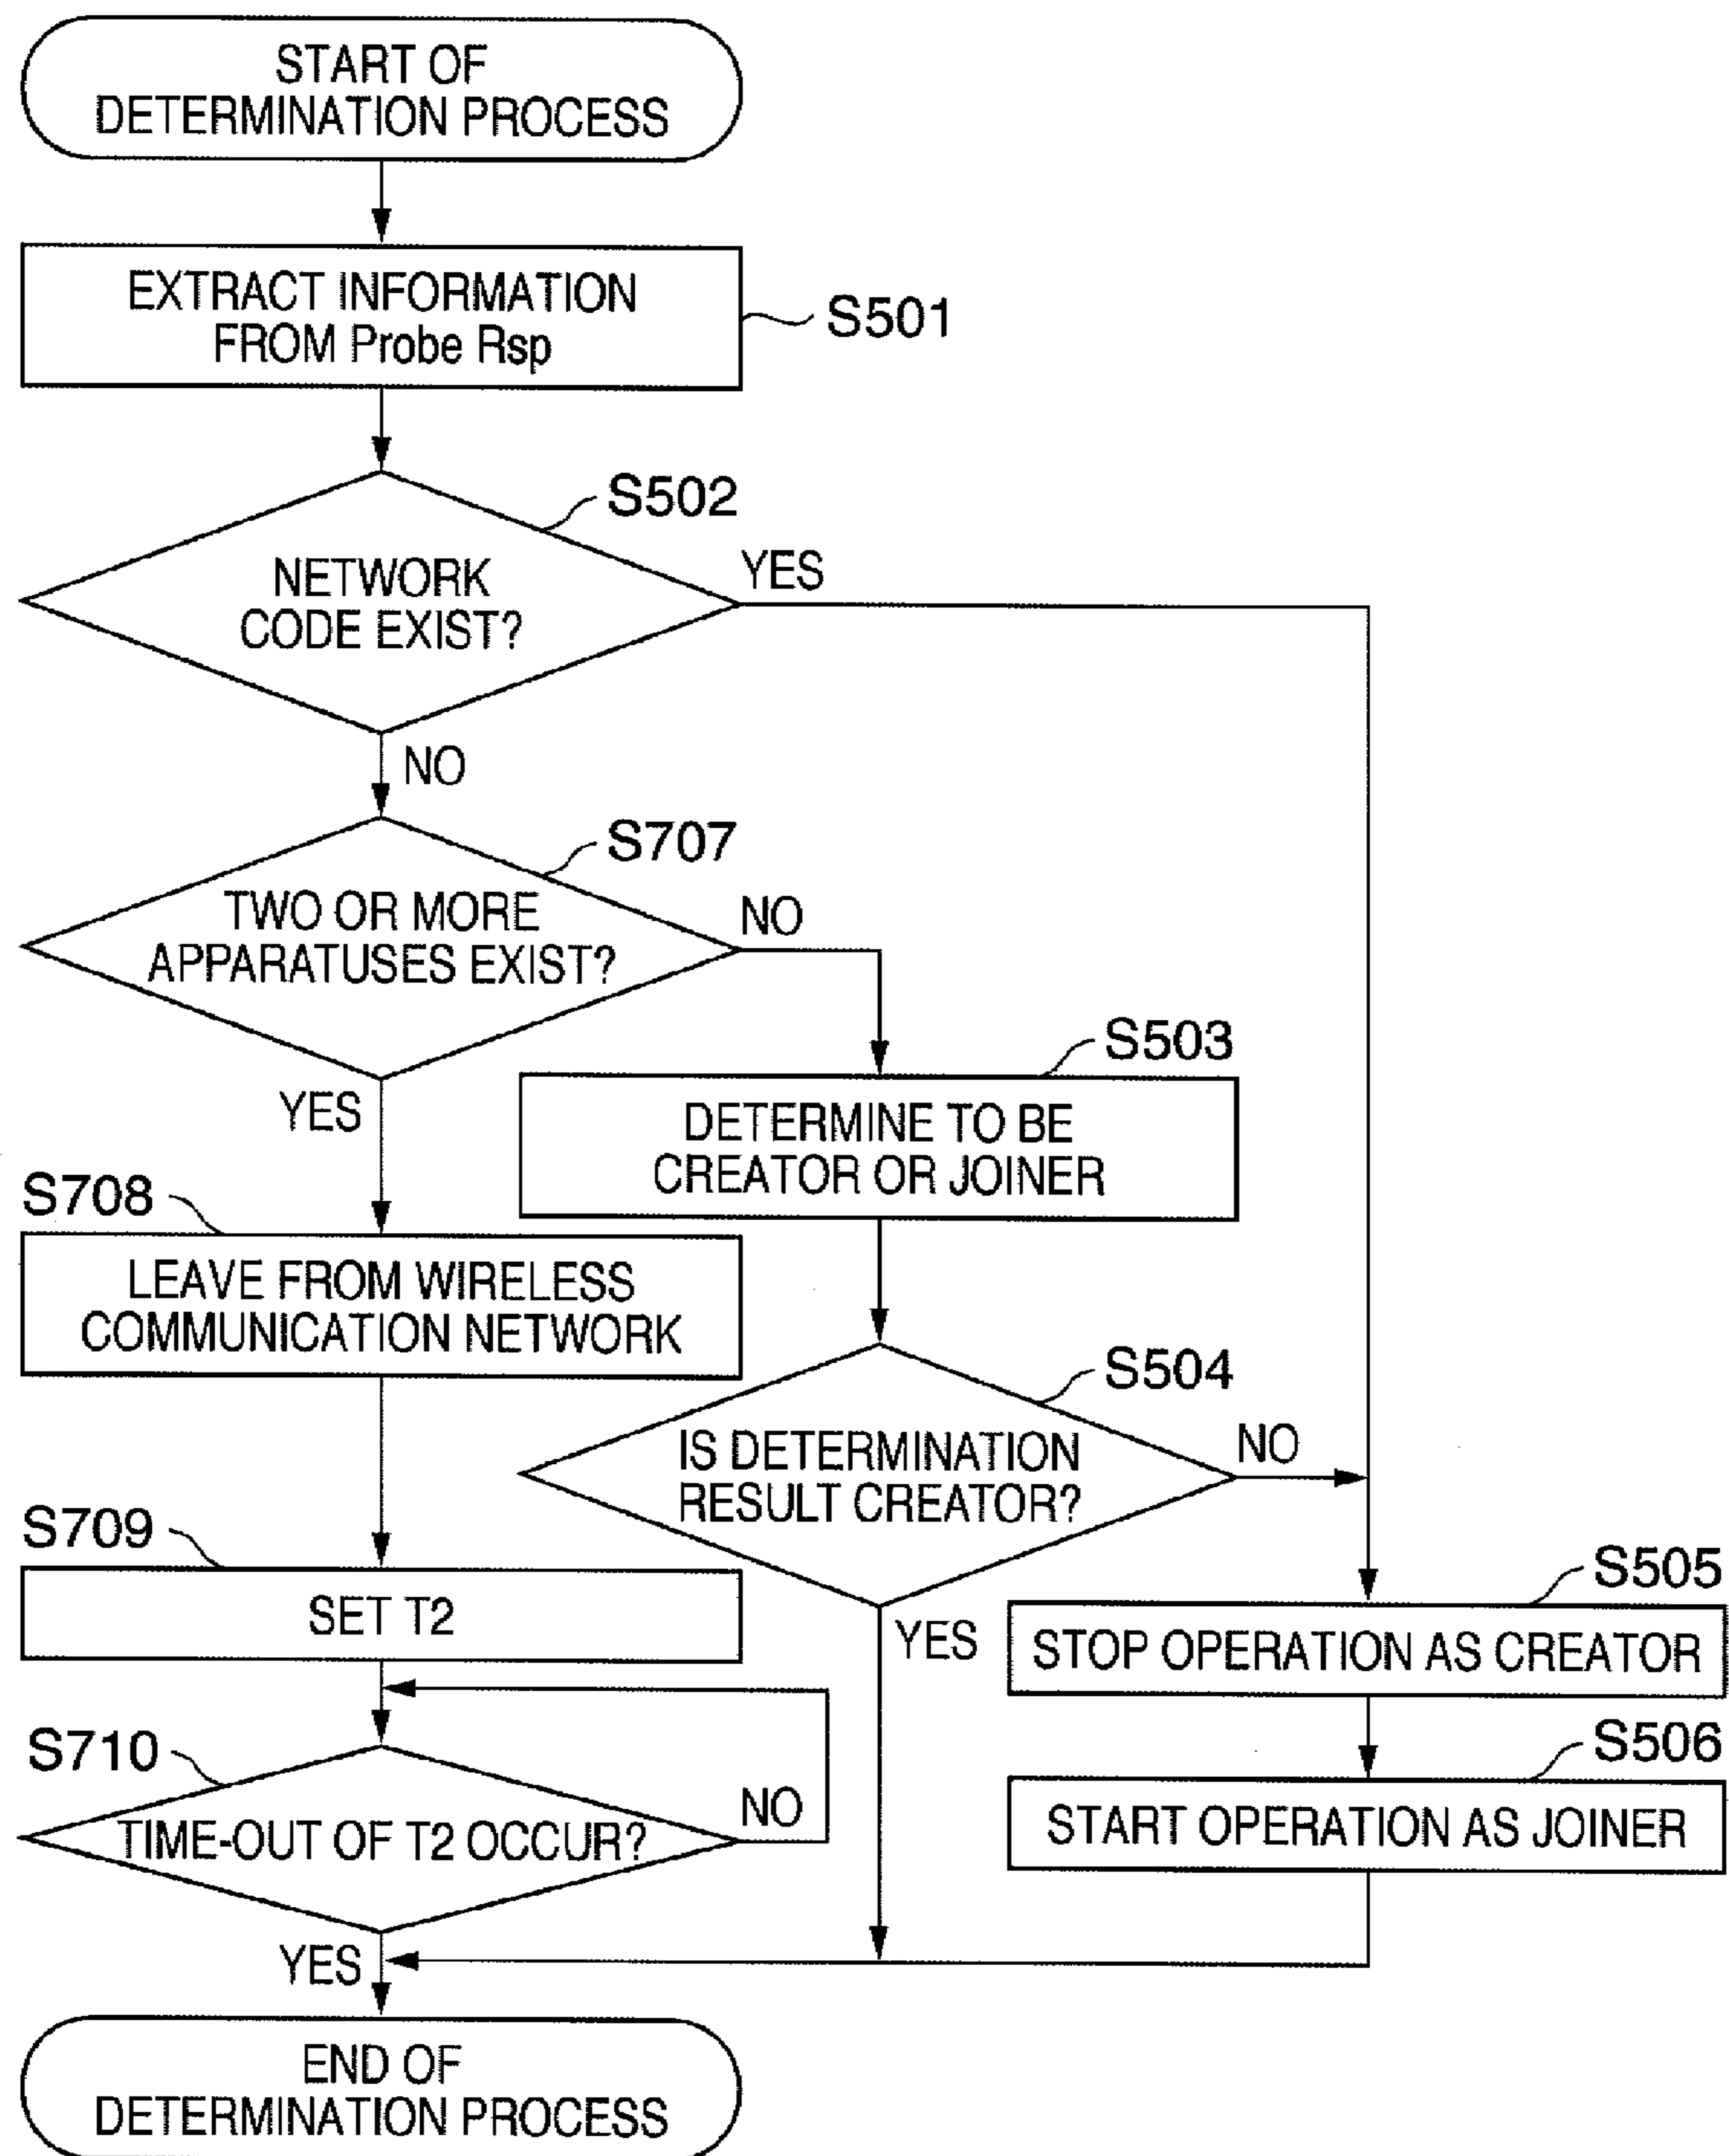 START OF
DETERMINATION PROCESS
EXTRACT INFORMATION
FROM Probe Rsp
S501
S502
NETWORK
CODE EXIST?
YES
NO
S707
TWO OR MORE
APPARATUSES EXIST?
NO
YES
S503
DETERMINE TO BE
CREATOR OR JOINER
S708
LEAVE FROM WIRELESS
COMMUNICATION NETWORK
S504
IS DETERMINATION
RESULT CREATOR?
NO
YES
S709
SET T2
S505
STOP OPERATION AS CREATOR
S710
TIME-OUT OF T2 OCCUR?
NO
YES
S506
START OPERATION AS JOINER
END OF
DETERMINATION PROCESS